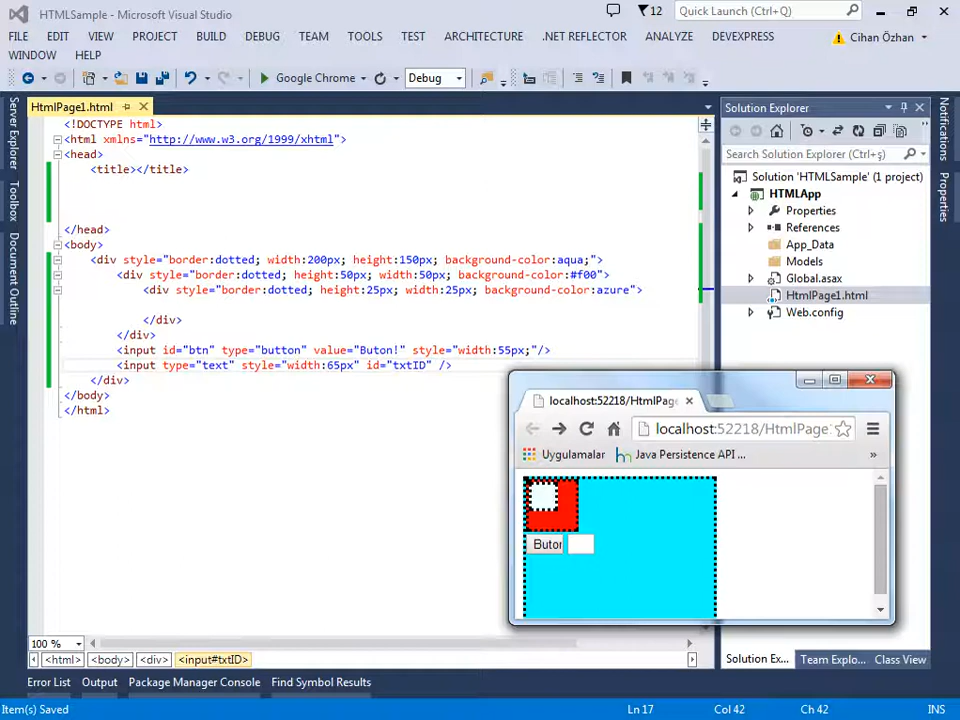 HTMLSample - Microsoft Visual Studio
12
Quick Launch (Ctrl+Q)
FILE EDIT VIEW PROJECT BUILD DEBUG TEAM TOOLS TEST ARCHITECTURE .NET REFLECTOR ANALYZE DEVEXPRESS
Cihan Özhan
WINDOW HELP
Google Chrome
Debug
Server Explorer
Toolbox
Document Outline
HtmlPage1.html
<!DOCTYPE html>
<html xmlns="http://www.w3.org/1999/xhtml">
<head>
<title></title>
</head>
<body>
<div style="border:dotted; width:200px; height:150px; background-color:aqua;">
<div style="border:dotted; height:50px; width:50px; background-color:#f00">
<div style="border:dotted; height:25px; width:25px; background-color:azure">
</div>
</div>
<input id="btn" type="button" value="Buton!" style="width:55px;"/>
<input type="text" style="width:65px" id="txtID" />
</div>
</body>
</html>
100 %
<html> <body> <div> <input#txtID>
Error List Output Package Manager Console Find Symbol Results
Item(s) Saved
Ln 17 Col 42 Ch 42 INS
Solution Explorer
Search Solution Explorer (Ctrl+ş)
Solution 'HTMLSample' (1 project)
HTMLApp
Properties
References
App_Data
Models
Global.asax
HtmlPage1.html
Web.config
Solution Ex... Team Explo... Class View
Notifications
Properties
localhost:52218/HtmlPage
localhost:52218/HtmlPage
Uygulamalar
Java Persistence API ...
Buton